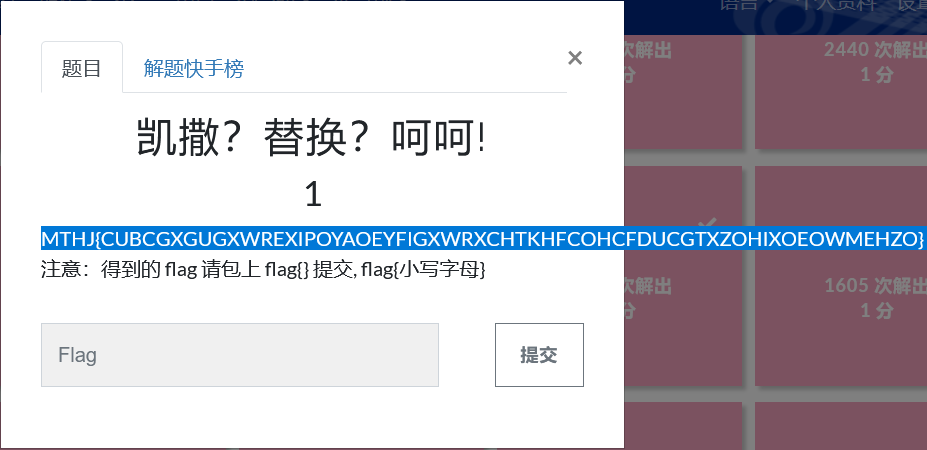 语言 个人资料 设置
题目 解题快手榜 ×
凯撒？替换？呵呵!
1
MTHJ{CUBCGXGUGXWREXIPOYAOEYFIGXWRXCHTKHFCOHCFDUCGTXZOHIXOEOWMEHZO}
注意：得到的 flag 请包上 flag{} 提交, flag{小写字母}
Flag
提交
次解出
分
2440 次解出
1 分
次解出
分
1605 次解出
1 分